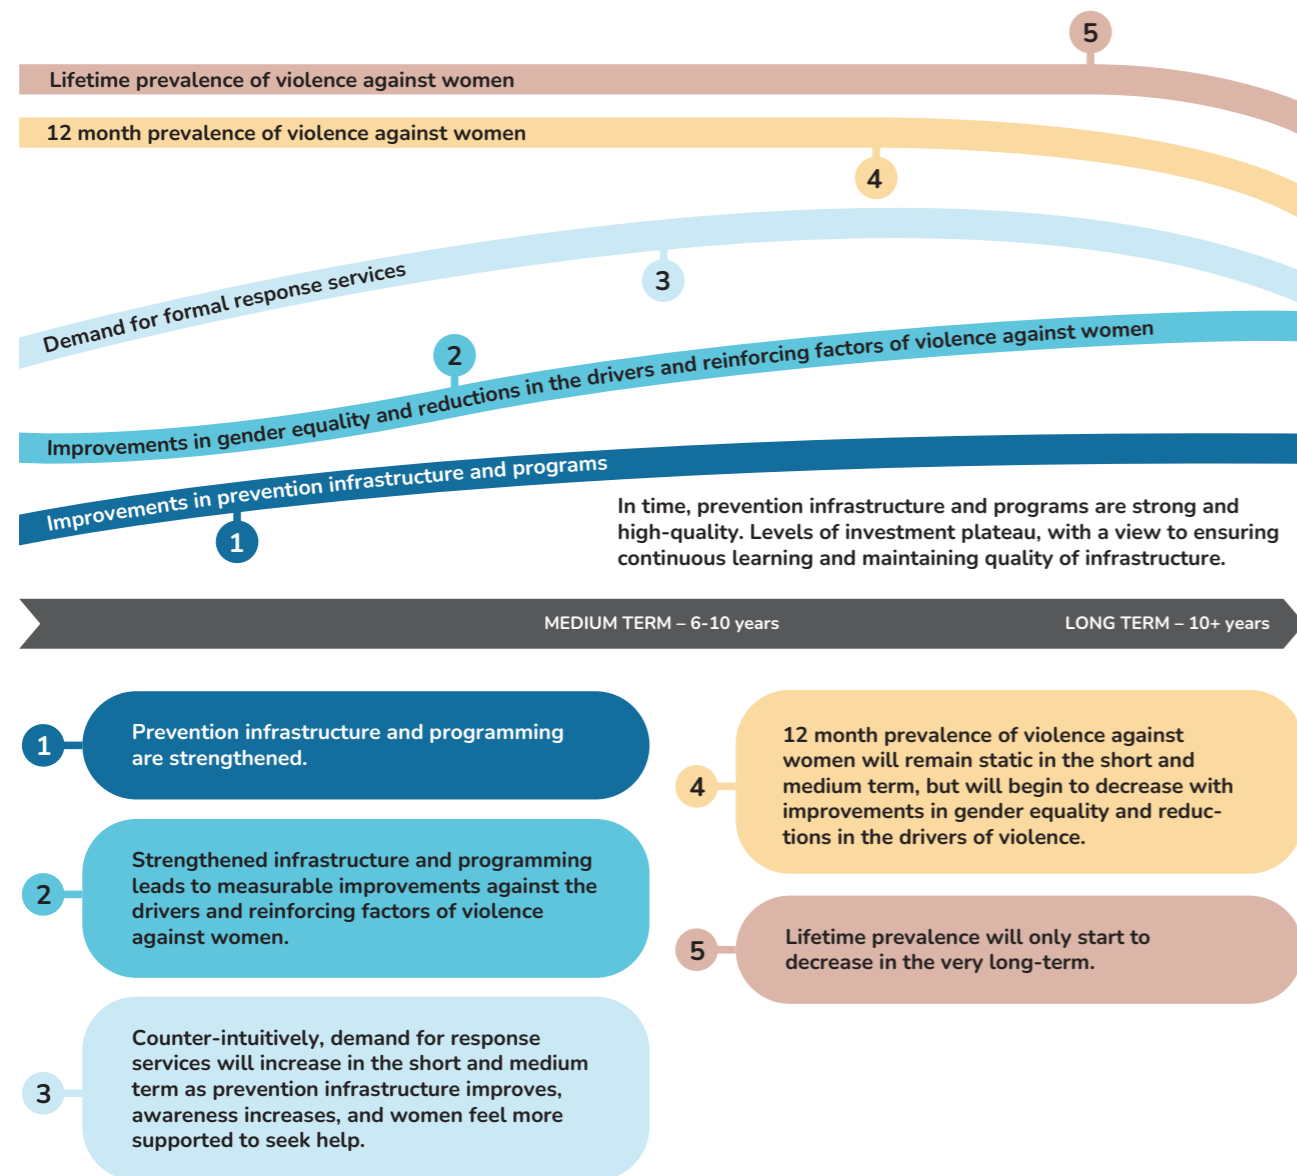 5
Lifetime prevalence of violence against women
12 month prevalence of violence against women
4
Demand for formal response services
3
2
Improvements in gender equality and reductions in the drivers and reinforcing factors of violence against women
Improvements in prevention infrastructure and programs
1
In time, prevention infrastructure and programs are strong and
high-quality. Levels of investment plateau, with a view to ensuring
continuous learning and maintaining quality of infrastructure.
MEDIUM TERM – 6-10 years
LONG TERM – 10+ years
1
Prevention infrastructure and programming
are strengthened.
2
Strengthened infrastructure and programming
leads to measurable improvements against the
drivers and reinforcing factors of violence
against women.
3
Counter-intuitively, demand for response
services will increase in the short and medium
term as prevention infrastructure improves,
awareness increases, and women feel more
supported to seek help.
4
12 month prevalence of violence against
women will remain static in the short and
medium term, but will begin to decrease with
improvements in gender equality and reduc-
tions in the drivers of violence.
5
Lifetime prevalence will only start to
decrease in the very long-term.